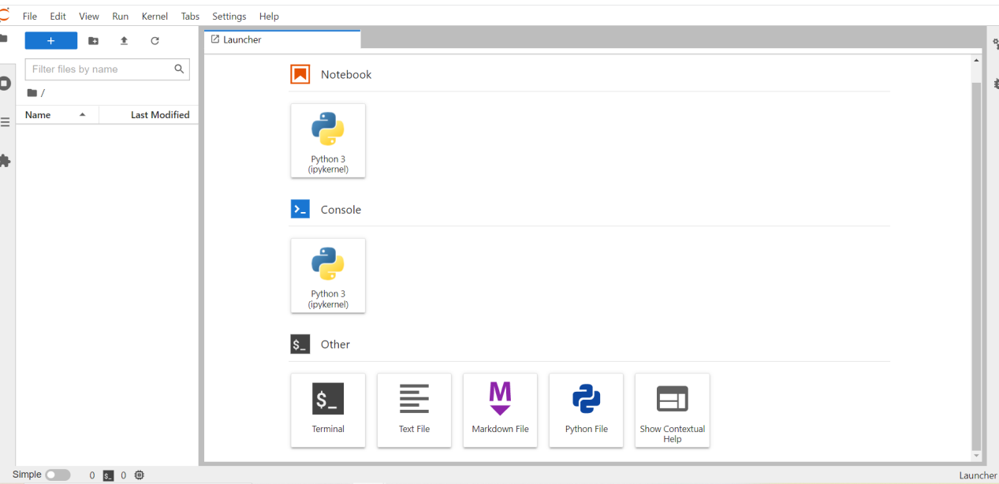 File Edit View Run Kernel Tabs Settings Help
+
Filter files by name
/
Name Last Modified
Launcher
Notebook
Python 3
(ipykernel)
Console
Python 3
(ipykernel)
Other
$_
Terminal
Text File
M
Markdown File
Python File
Show Contextual
Help
Simple 0 $_ 0 Launcher